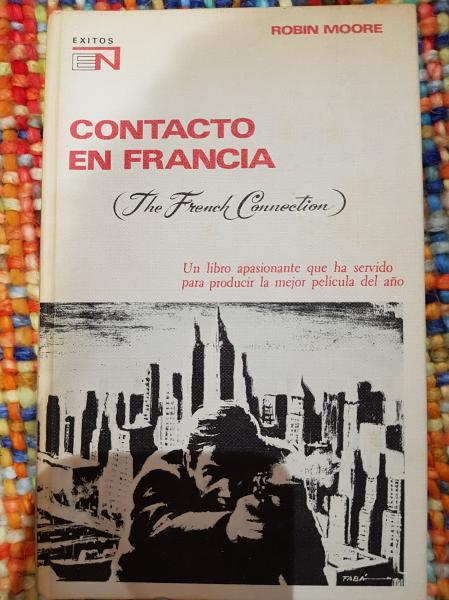 EXITOS
EN
ROBIN MOORE
CONTACTO
EN FRANCIA
(The French Connection)
Un libro apasionante que ha servido
para producir la mejor película del año
TABÁ